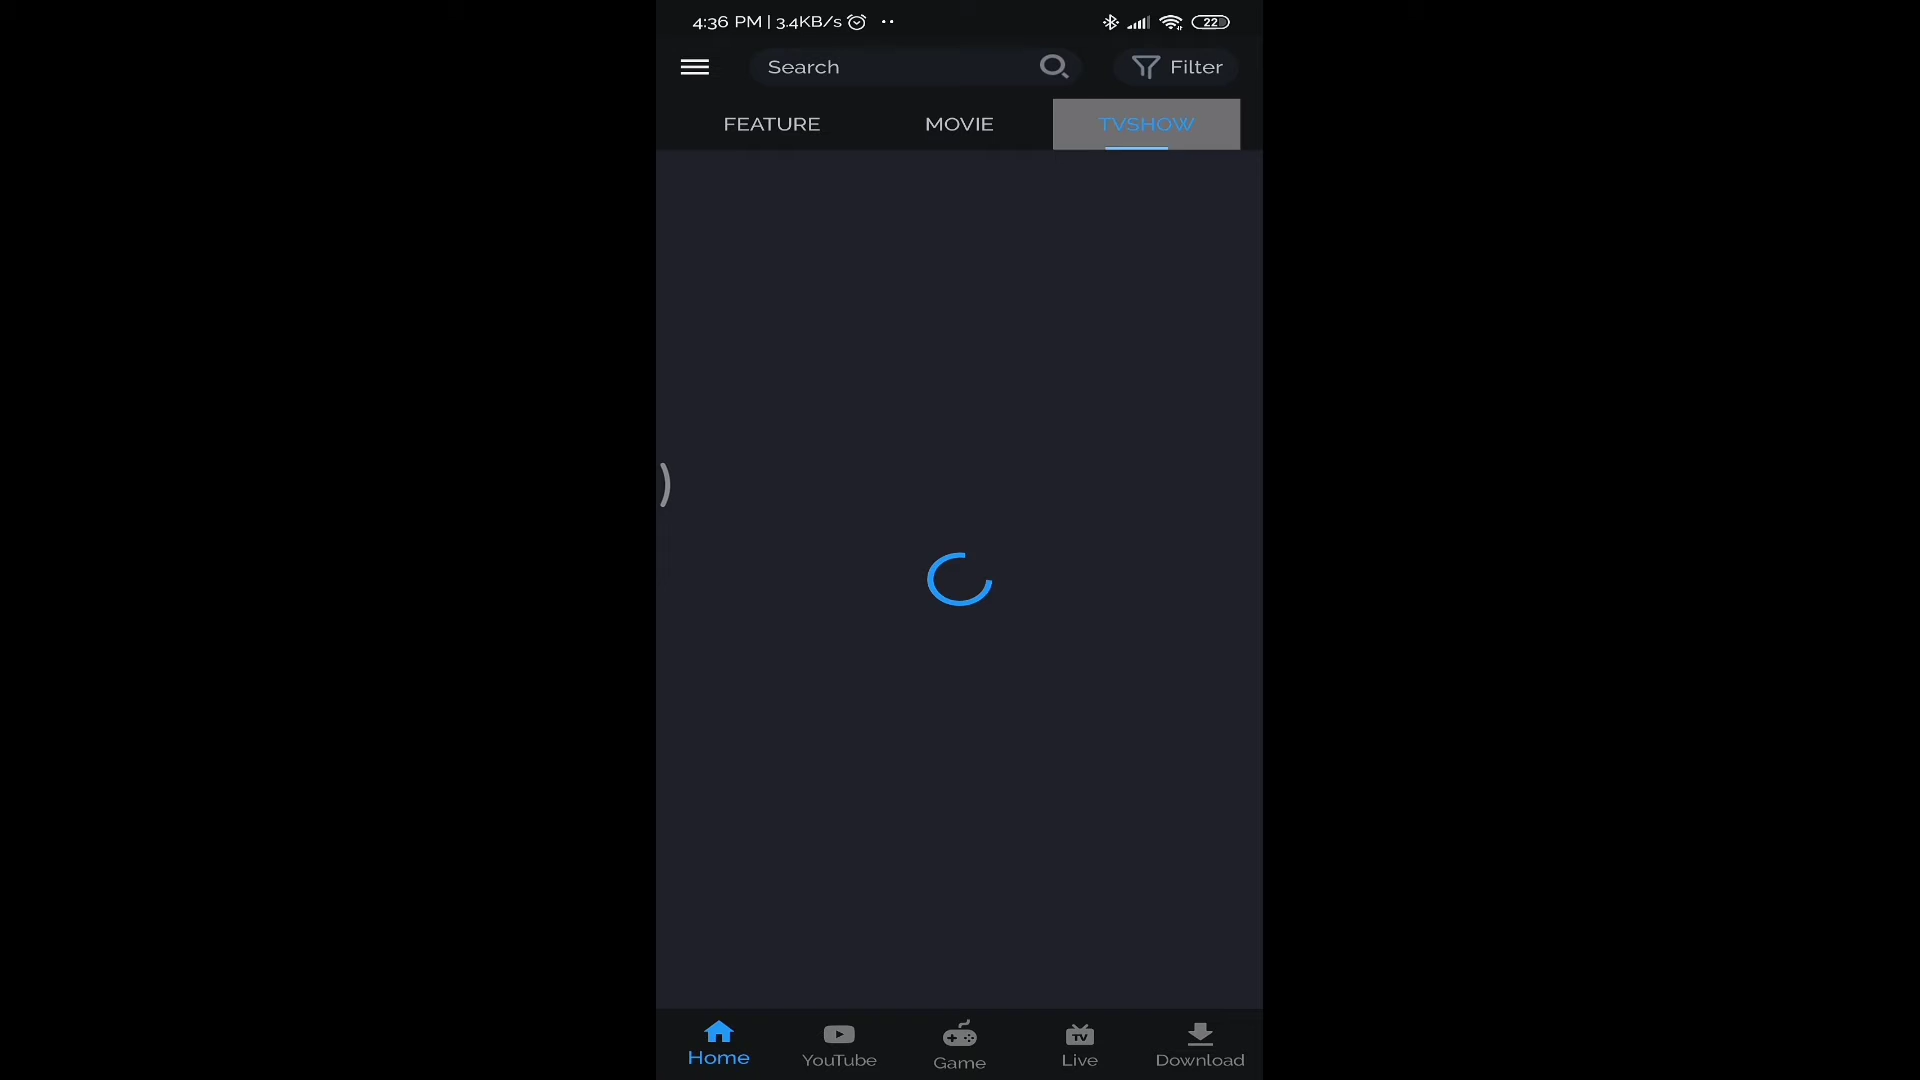 4:36 PM | 3.4KB/s 22
Search Filter
FEATURE MOVIE TVSHOW
TV
Home YouTube Game Live Download